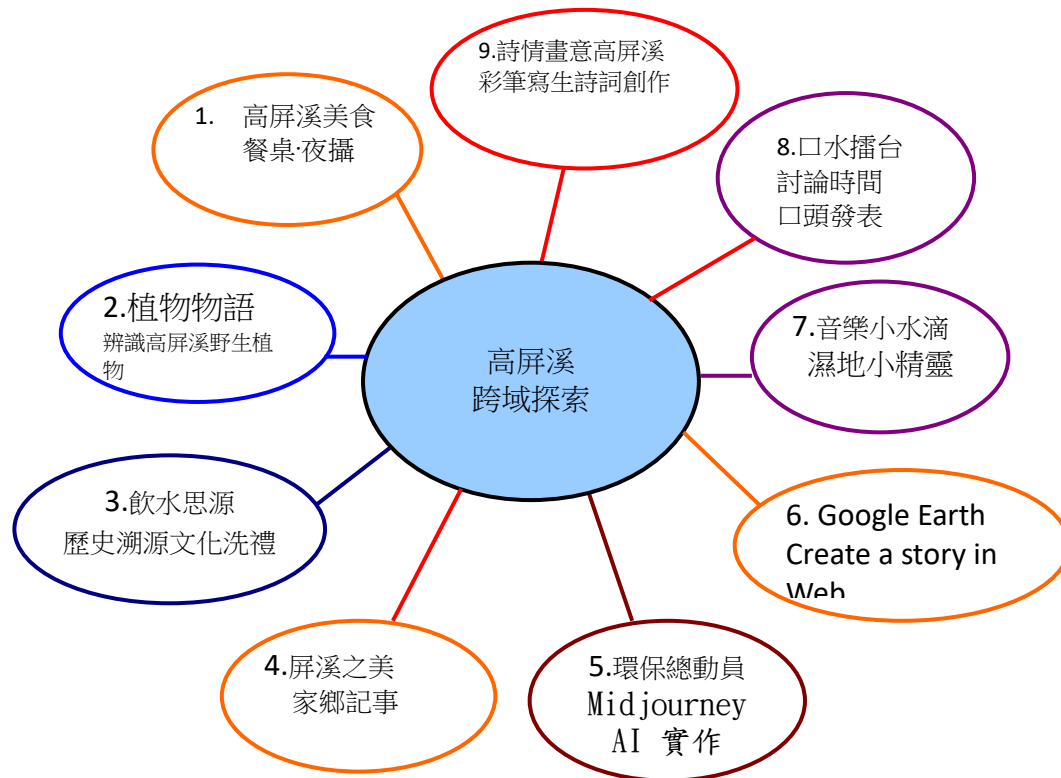 高屏溪
跨域探索
1. 高屏溪美食
餐桌·夜攝
2.植物物語
辨識高屏溪野生植
物
3.飲水思源
歷史溯源文化洗禮
4.屏溪之美
家鄉記事
5.環保總動員
Midjourney
AI 實作
6. Google Earth
Create a story in
Web
7.音樂小水滴
濕地小精靈
8.口水擂台
討論時間
口頭發表
9.詩情畫意高屏溪
彩筆寫生詩詞創作